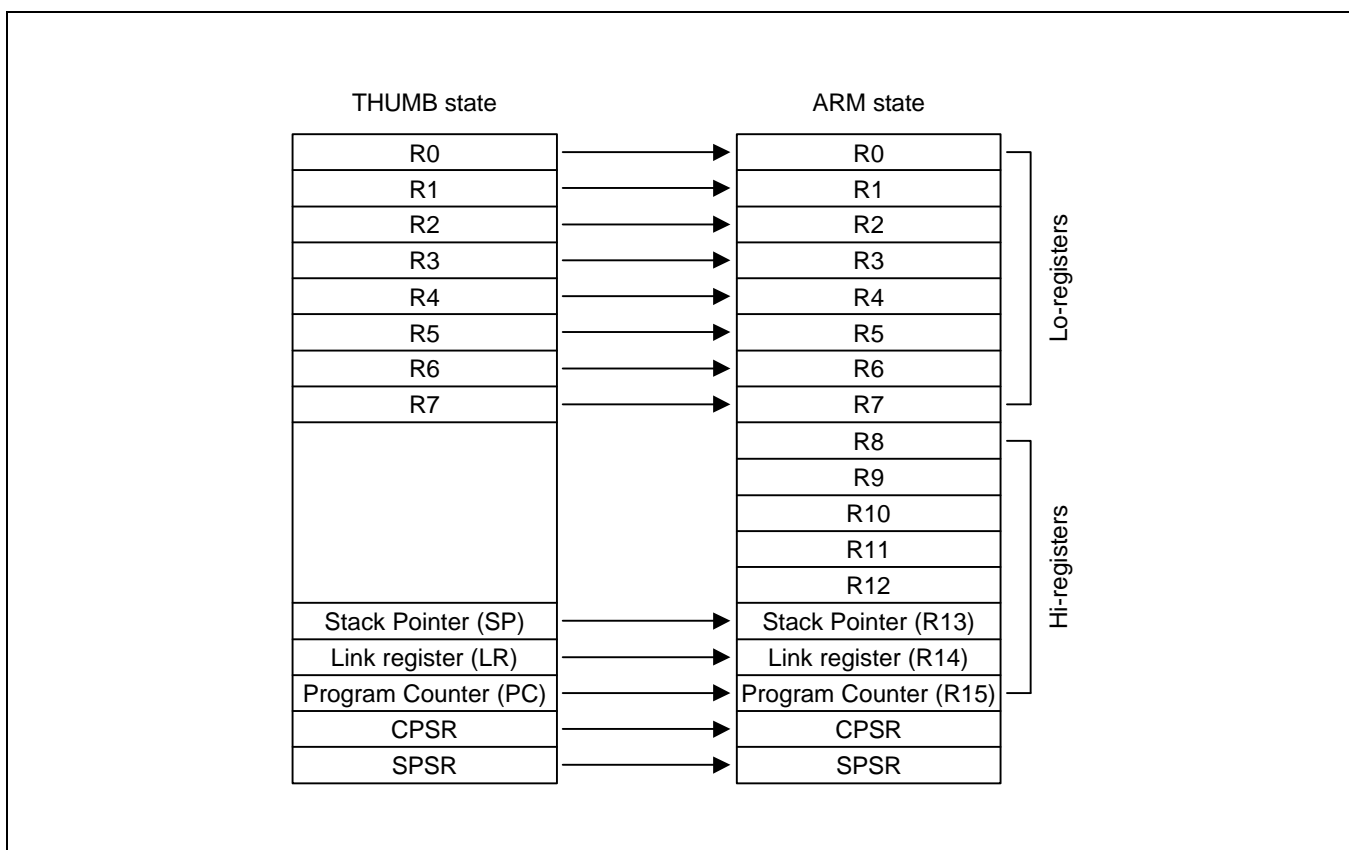 THUMB state
R0
R1
R2
R3
R4
R5
R6
R7
Stack Pointer (SP)
Link register (LR)
Program Counter (PC)
CPSR
SPSR
ARM state
R0
R1
R2
R3
R4
R5
R6
R7
R8
R9
R10
R11
R12
Stack Pointer (R13)
Link register (R14)
Program Counter (R15)
CPSR
SPSR
Lo-registers
Hi-registers